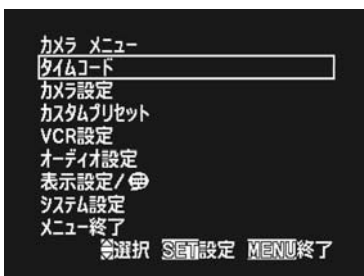 カメラ メニュー
タイムコード
カメラ設定
カスタムプリセット
VCR設定
オーディオ設定
表示設定/
システム設定
メニュー終了
選択 SET設定 MENU終了